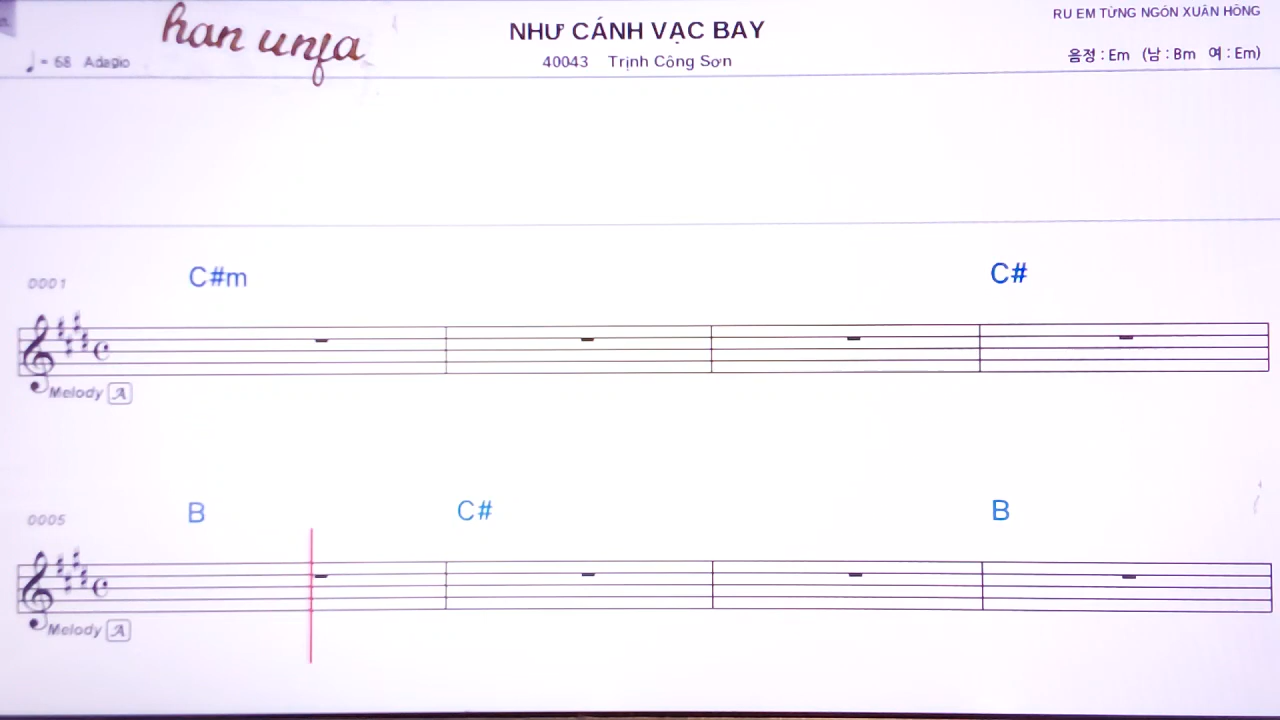 RU EM TỪNG NGÓN XUÂN HỒNG
han unfa
NHƯ CÁNH VẠC BAY
= 68 Adagio
40043 Trịnh Công Sơn
음정 : Em (남 : Bm 여 : Em)
0001 C#m C#
Melody A
0005 B C# B
Melody A